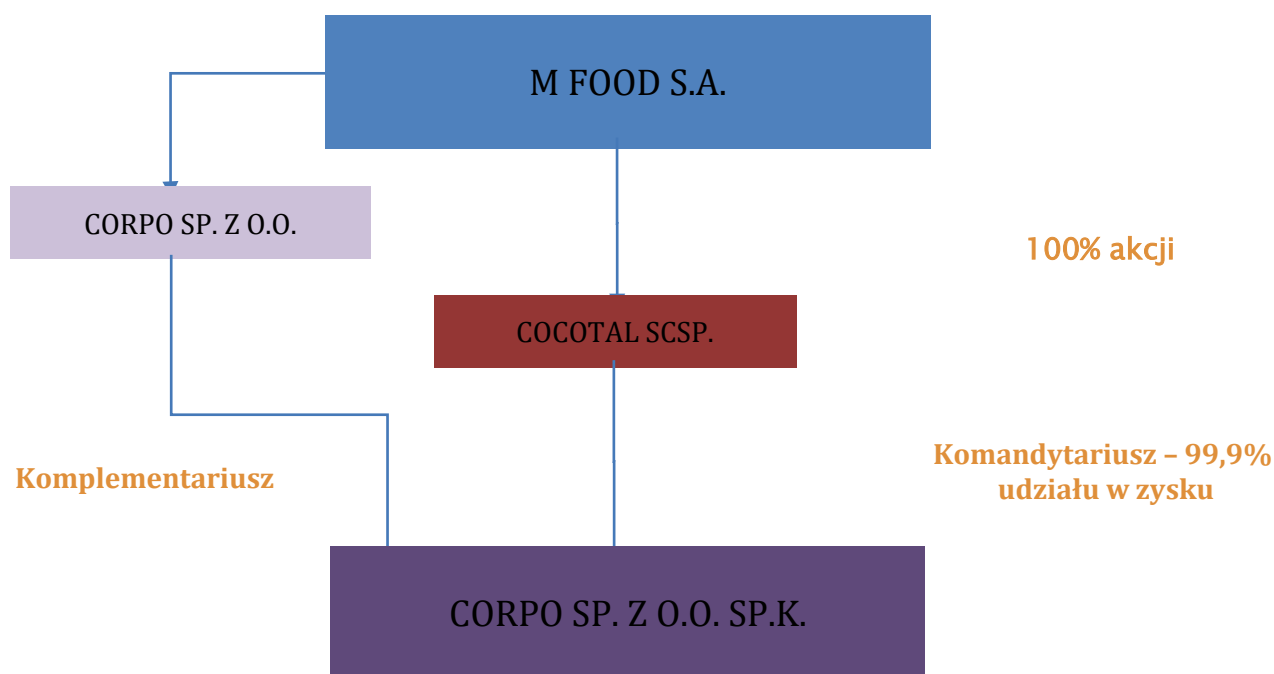 M FOOD S.A.
CORPO SP. Z O.O.
100% akcji
COCOTAL SCSP.
Komplementariusz
Komandytariusz – 99,9%
udziału w zysku
CORPO SP. Z O.O. SP.K.